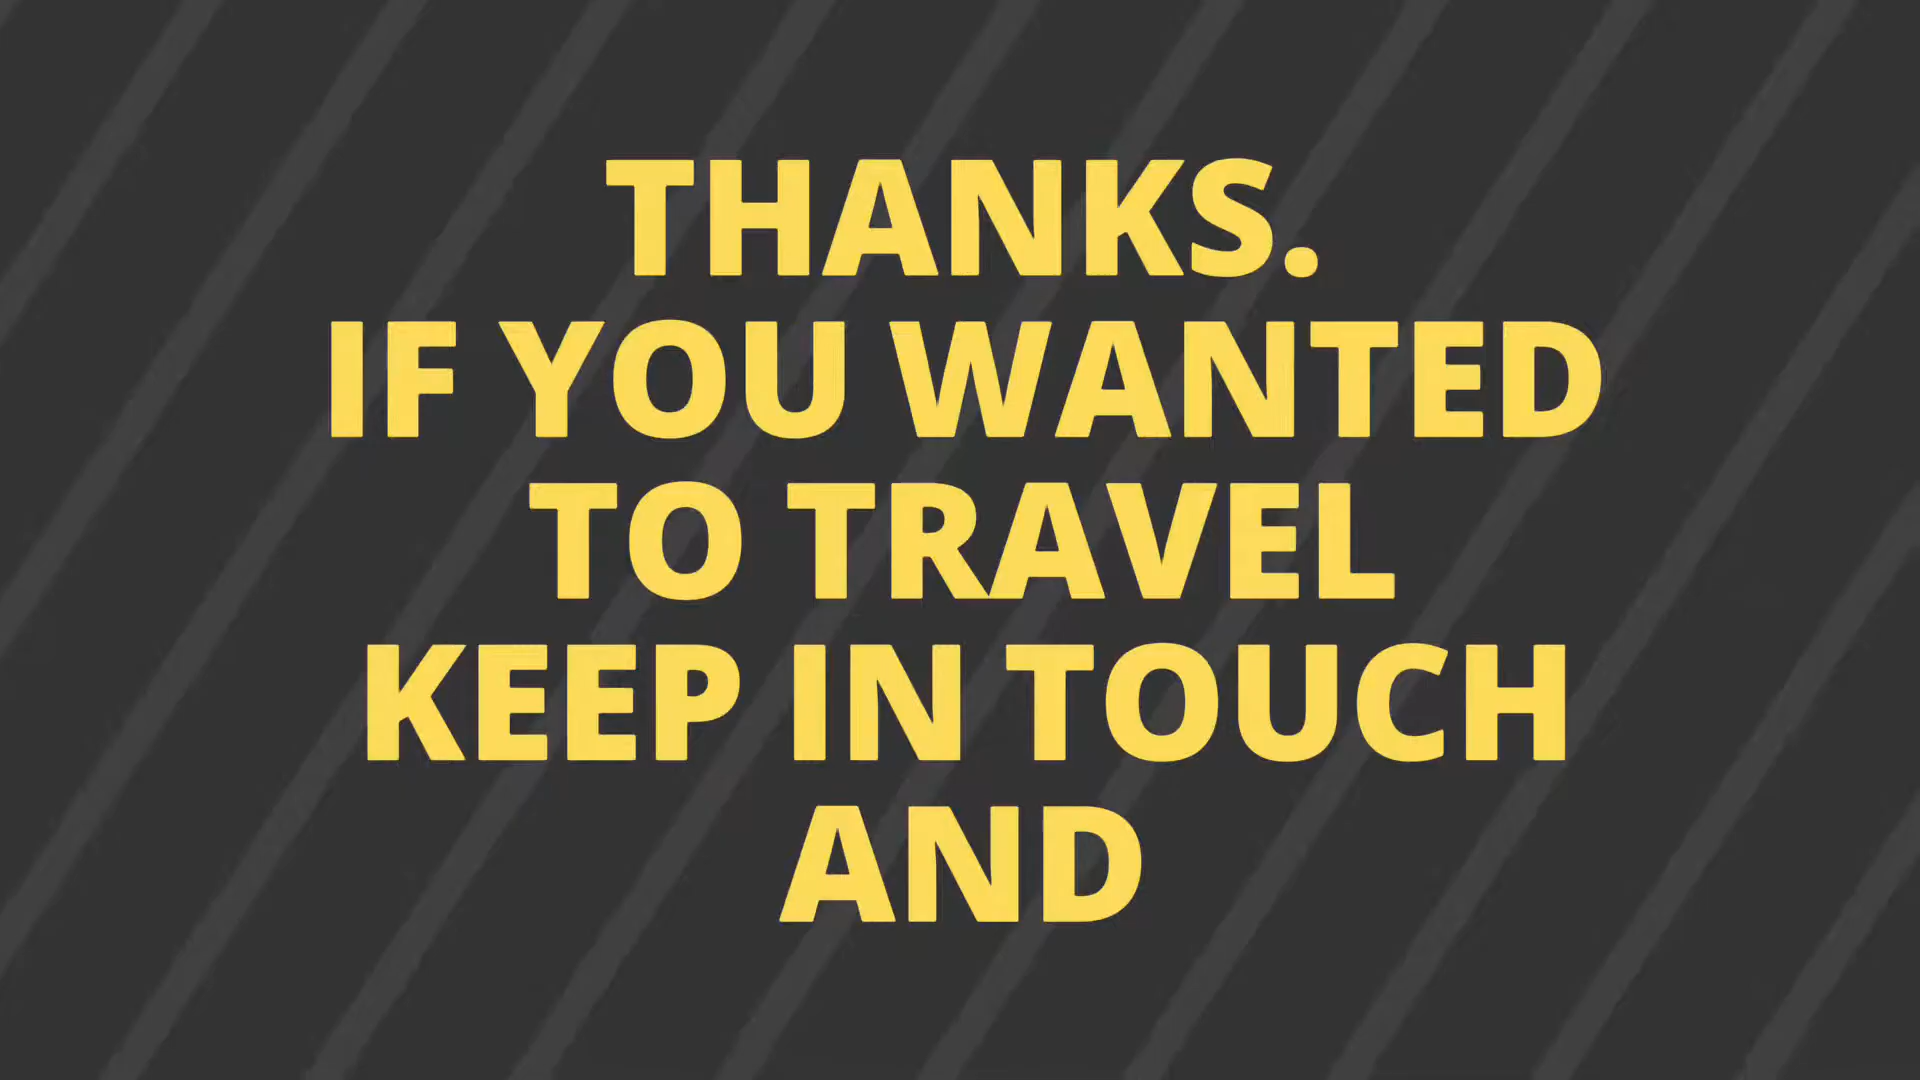 THANKS.
IF YOU WANTED
TO TRAVEL
KEEP IN TOUCH
AND